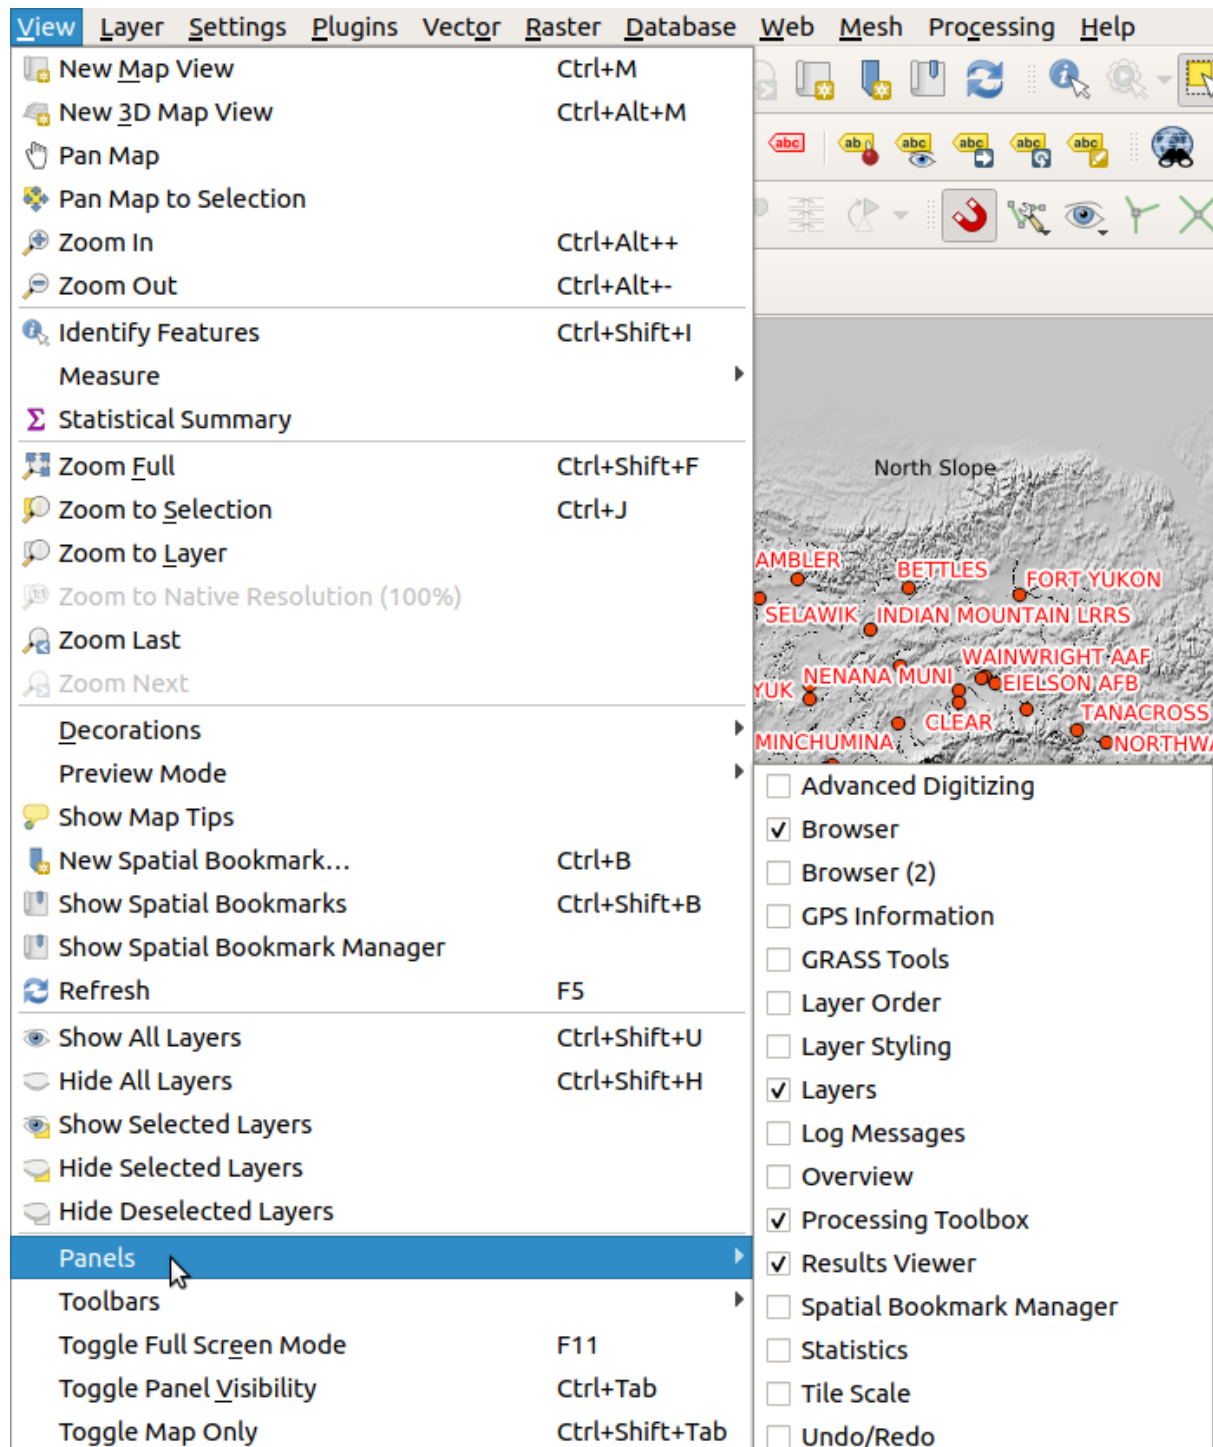 View Layer Settings Plugins Vector Raster Database Web Mesh Processing Help
New Map View Ctrl+M
New 3D Map View Ctrl+Alt+M
Pan Map
Pan Map to Selection
Zoom In Ctrl+Alt++
Zoom Out Ctrl+Alt+-
Identify Features Ctrl+Shift+I
Measure
Statistical Summary
Zoom Full Ctrl+Shift+F
Zoom to Selection Ctrl+J
Zoom to Layer
Zoom to Native Resolution (100%)
Zoom Last
Zoom Next
Decorations
Preview Mode
Show Map Tips
New Spatial Bookmark... Ctrl+B
Show Spatial Bookmarks Ctrl+Shift+B
Show Spatial Bookmark Manager
Refresh F5
Show All Layers Ctrl+Shift+U
Hide All Layers Ctrl+Shift+H
Show Selected Layers
Hide Selected Layers
Hide Deselected Layers
Panels
Toolbars
Toggle Full Screen Mode F11
Toggle Panel Visibility Ctrl+Tab
Toggle Map Only Ctrl+Shift+Tab
abc ab abc abc abc abc
North Slope
AMBLER
BETTLES
FORT YUKON
SELAWIK INDIAN MOUNTAIN LRRS
WAINWRIGHT AAF
NENANA MUNI
YUK EIELSON AFB
CLEAR TANACROSS
MINCHUMINA NORTHWA
Advanced Digitizing
Browser
Browser (2)
GPS Information
GRASS Tools
Layer Order
Layer Styling
Layers
Log Messages
Overview
Processing Toolbox
Results Viewer
Spatial Bookmark Manager
Statistics
Tile Scale
Undo/Redo